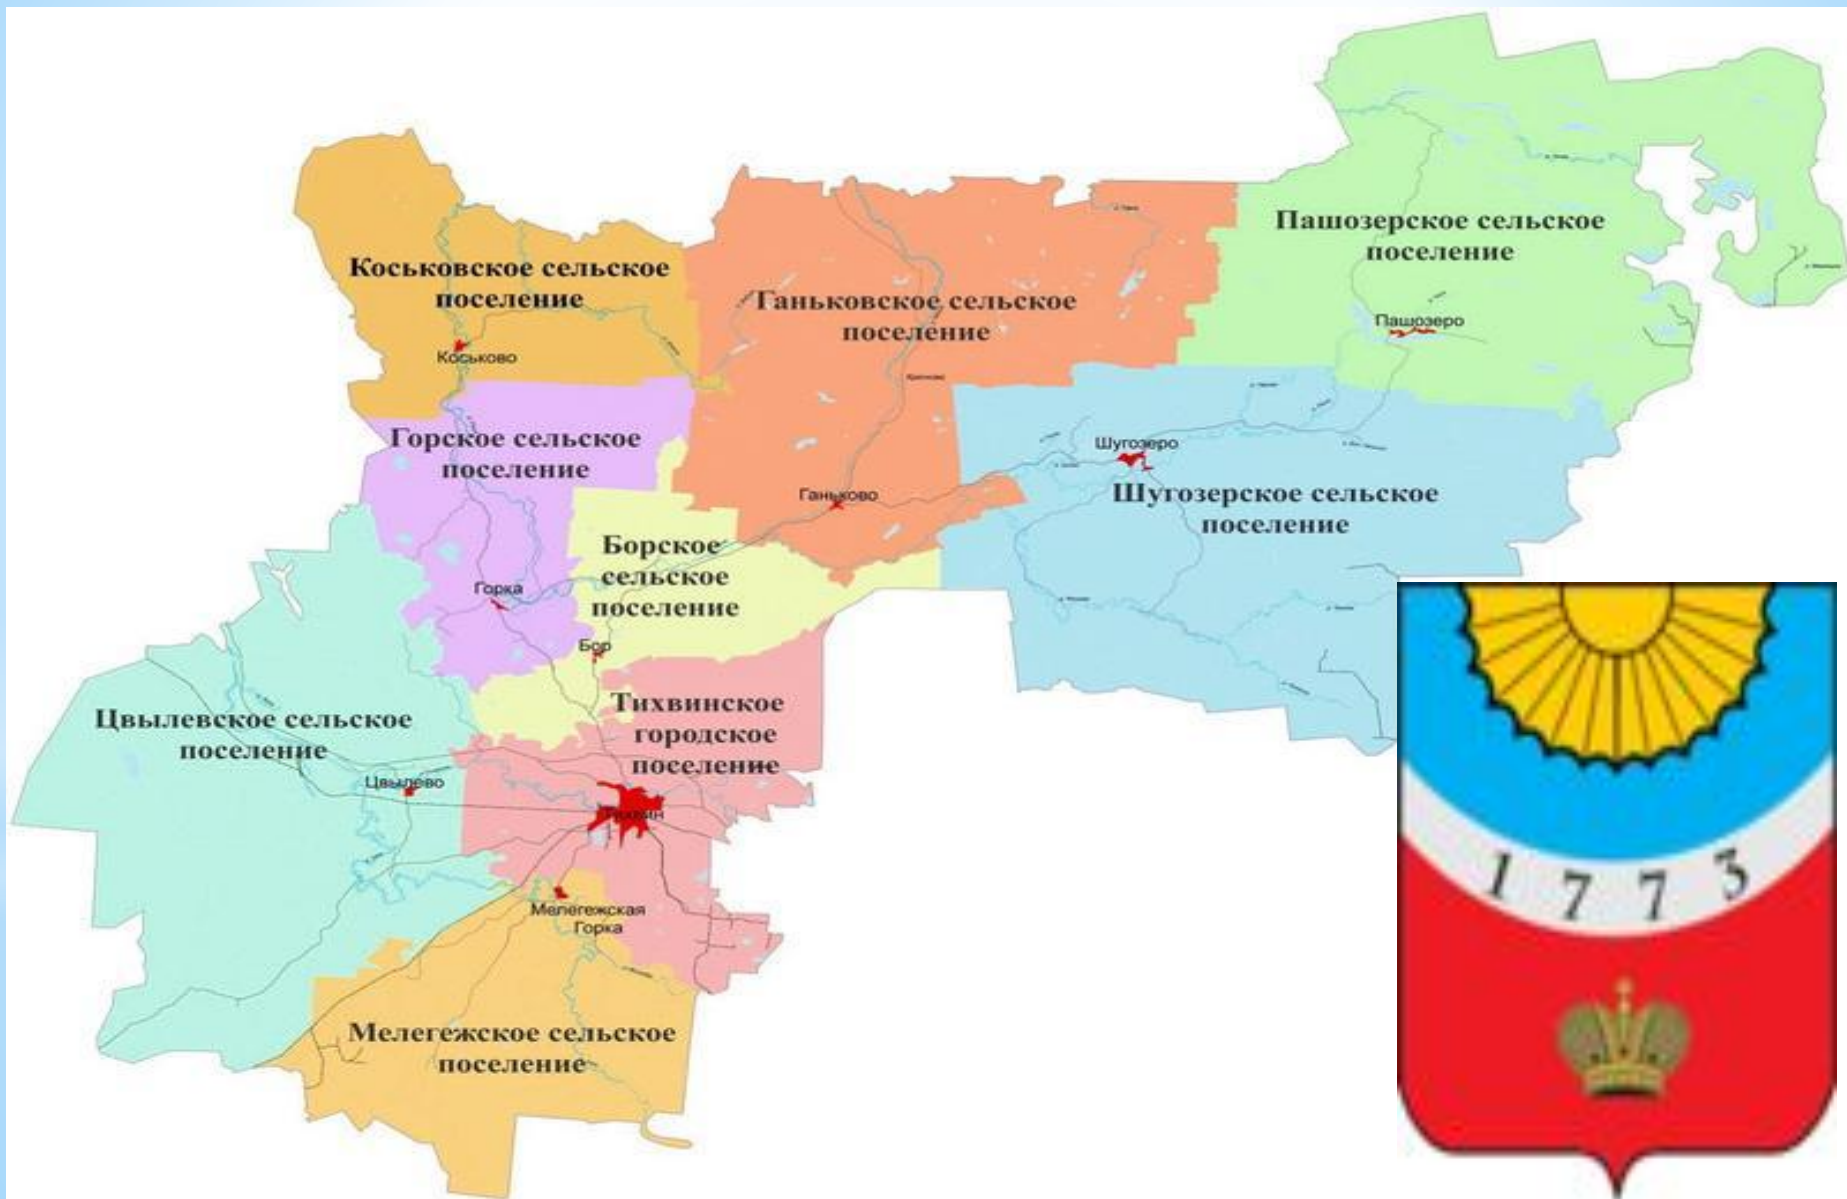 Пашозерское сельское
поселение
Коськовское сельское
поселение
Ганьковское сельское
поселение
Пашозеро
Коськово
Горское сельское
поселение
Шугозеро
Ганьково
Шугозерское сельское
поселение
Борское
сельское
поселение
Горка
Бор
Тихвинское
городское
поселение
Цвылевское сельское
поселение
Цвылево
Тихвин
Мелегежская
Горка
Мелегежское сельское
поселение
1773